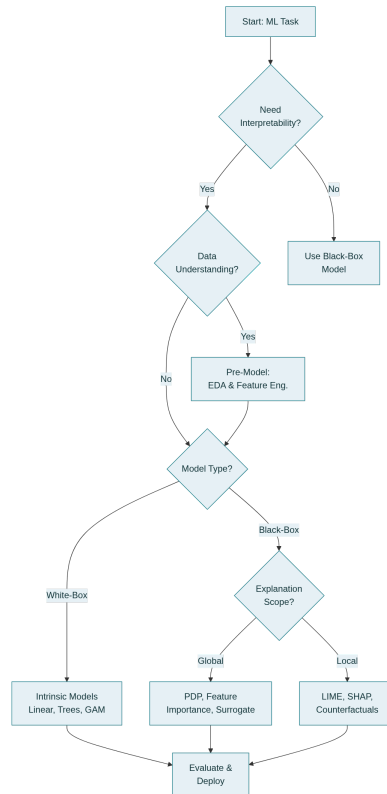 Start: ML Task
Need
Interpretability?
Yes
No
Data
Understanding?
Use Black-Box
Model
Yes
Pre-Model:
EDA & Feature Eng.
No
Model Type?
Black-Box
White-Box
Explanation
Scope?
Global
Local
Intrinsic Models
Linear, Trees, GAM
PDP, Feature
Importance, Surrogate
LIME, SHAP,
Counterfactuals
Evaluate &
Deploy